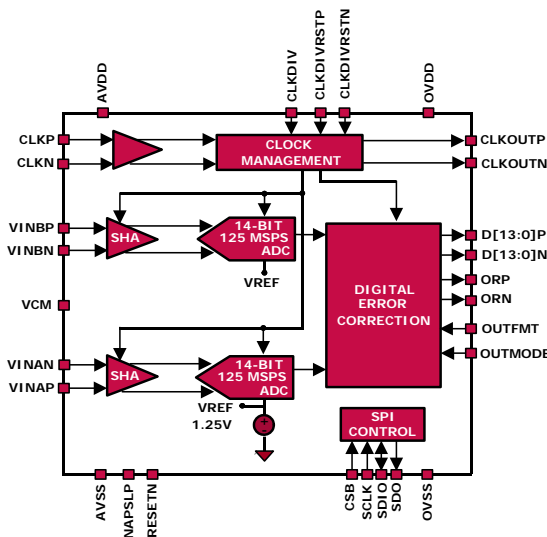 AVDD
CLKDIV
CLKDIVRSTP
CLKDIVRSTN
OVDD
CLKP
CLKN
CLOCK
MANAGEMENT
CLKOUTP
CLKOUTN
VINBP
VINBN
SHA
14-BIT
125 MSPS
ADC
VREF
DIGITAL
ERROR
CORRECTION
D[13:0]P
D[13:0]N
ORP
ORN
OUTFMT
OUTMODE
VCM
VINAN
VINAP
SHA
14-BIT
125 MSPS
ADC
VREF
1.25V
SPI
CONTROL
AVSS
NAPSLP
RESETN
CSB
SCLK
SDIO
SDO
OVSS